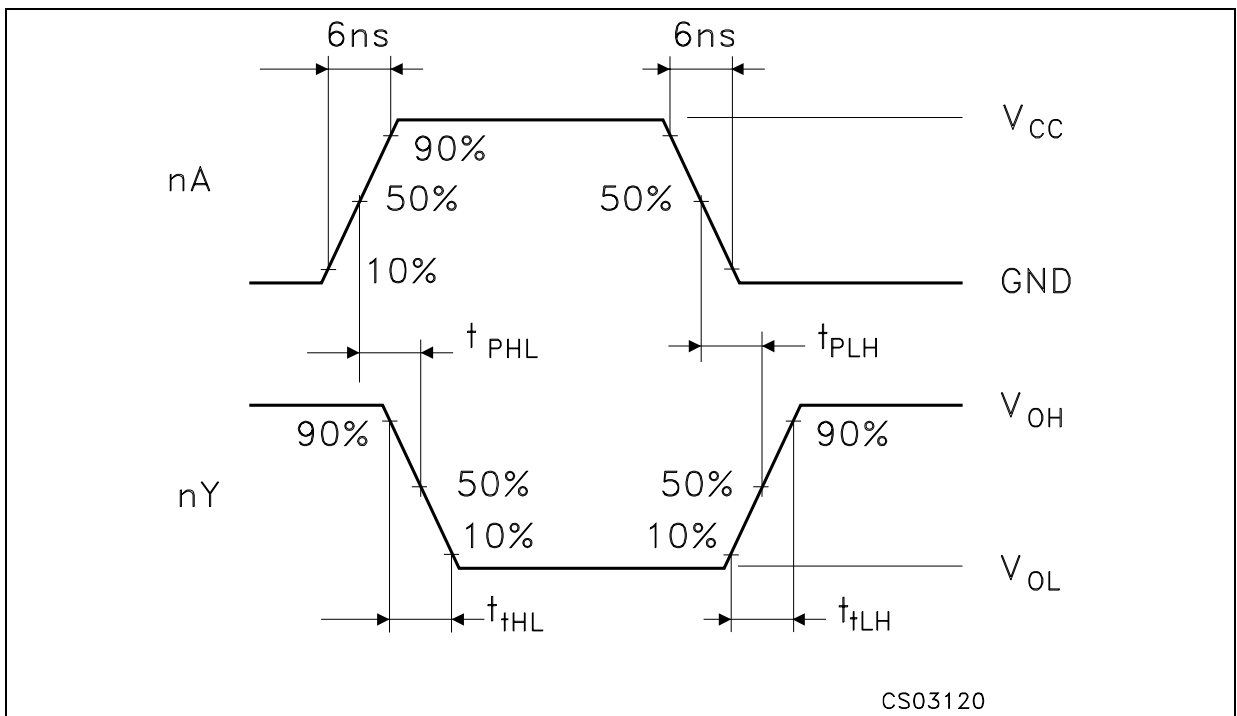 6ns 6ns
V CC
90%
nA
50% 50%
10%
GND
t PHL t PLH
V OH
90% 90%
nY
50% 50%
10% 10%
V OL
t tHL t tLH
CS03120